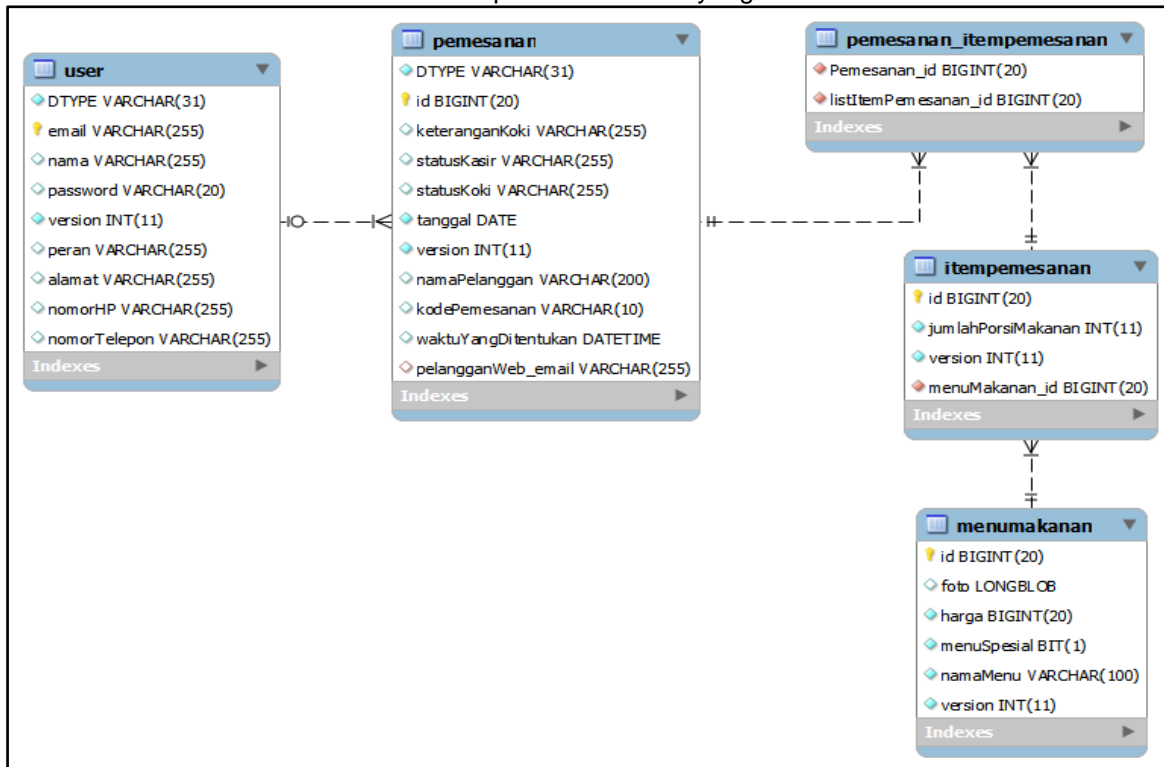 user
DTYPE VARCHAR(31)
email VARCHAR(255)
nama VARCHAR(255)
password VARCHAR(20)
version INT(11)
peran VARCHAR(255)
alamat VARCHAR(255)
nomorHP VARCHAR(255)
nomorTelepon VARCHAR(255)
Indexes
pemesanan
DTYPE VARCHAR(31)
id BIGINT(20)
keteranganKoki VARCHAR(255)
statusKasir VARCHAR(255)
statusKoki VARCHAR(255)
tanggal DATE
version INT(11)
namaPelanggan VARCHAR(200)
kodePemesanan VARCHAR(10)
waktuYangDitentukan DATETIME
pelangganWeb_email VARCHAR(255)
Indexes
pemesanan_itempemesanan
Pemesanan_id BIGINT(20)
listItemPemesanan_id BIGINT(20)
Indexes
itempemesanan
id BIGINT(20)
jumlahPorsiMakanan INT(11)
version INT(11)
menuMakanan_id BIGINT(20)
Indexes
menumakanan
id BIGINT(20)
foto LONGBLOB
harga BIGINT(20)
menuSpesial BIT(1)
namaMenu VARCHAR(100)
version INT(11)
Indexes